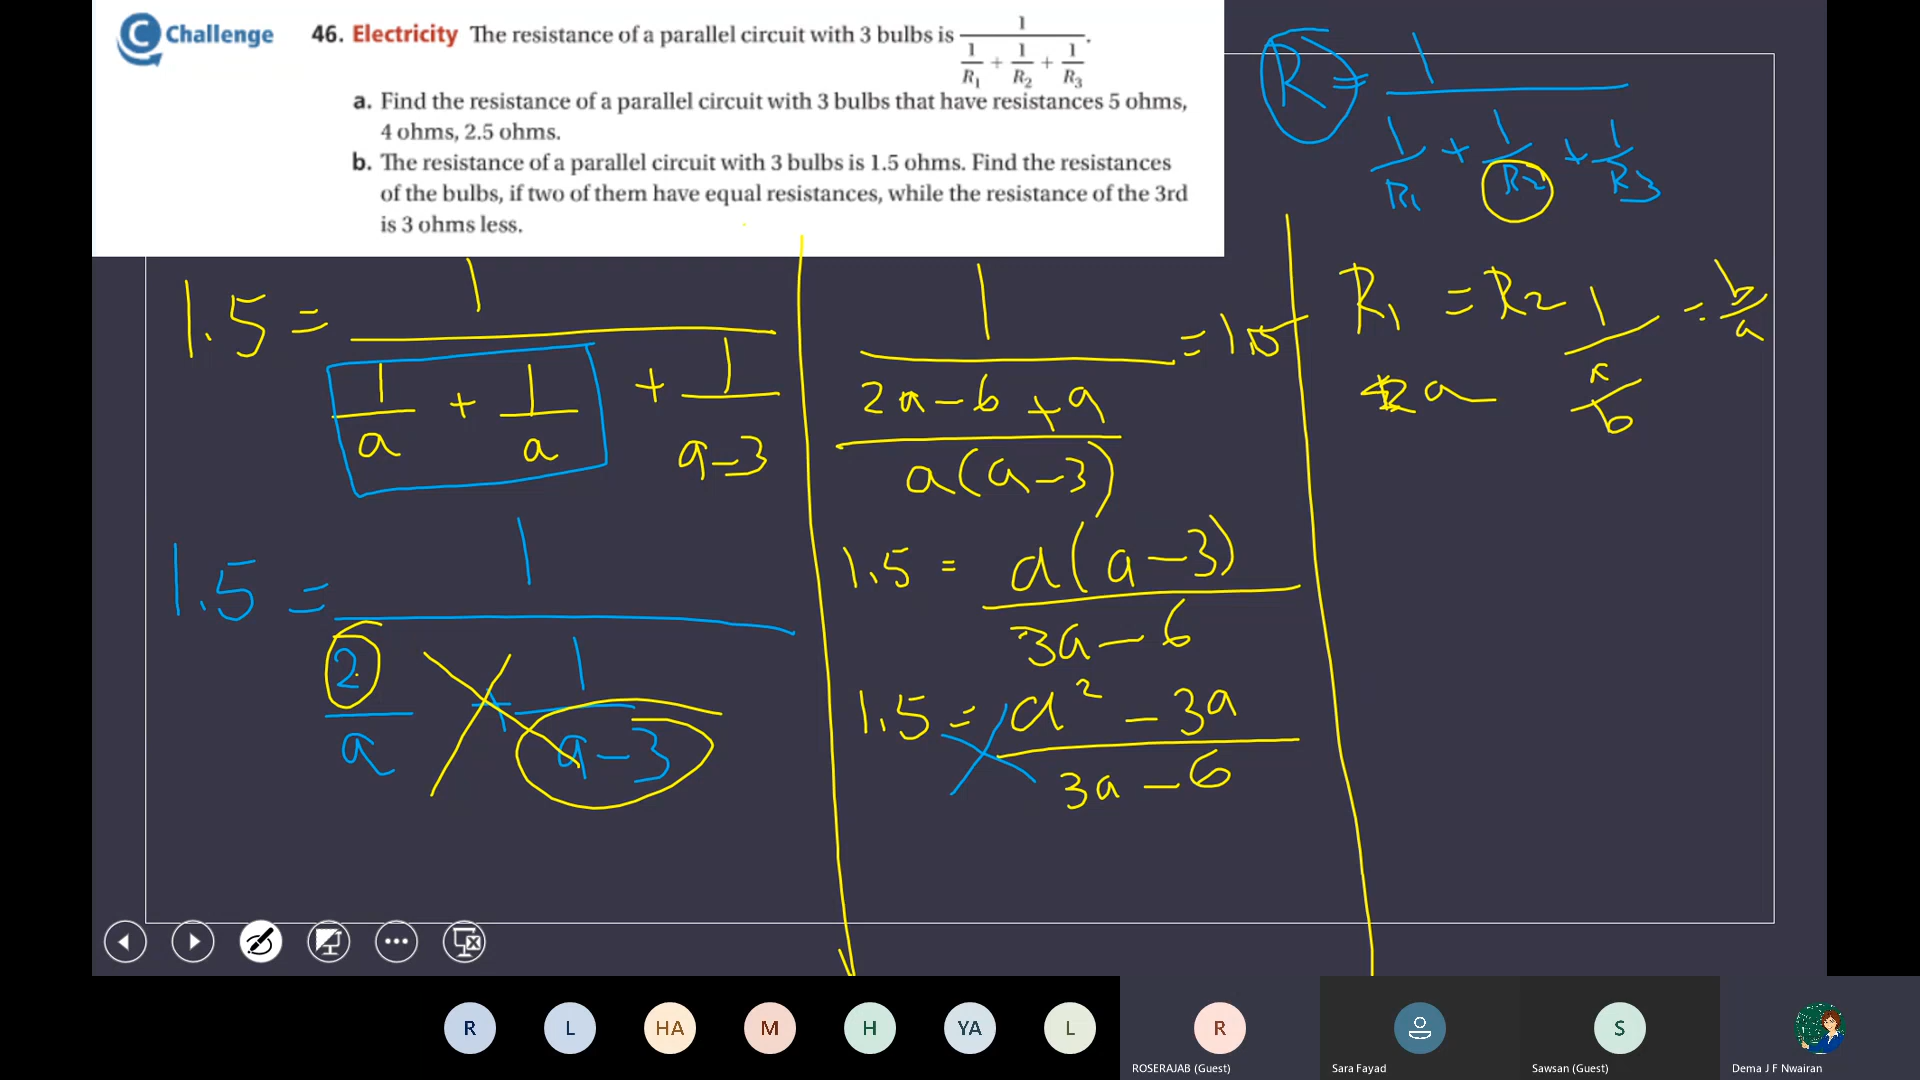 C Challenge
46. Electricity The resistance of a parallel circuit with 3 bulbs is 1 / (1/R₁ + 1/R₂ + 1/R₃).
a. Find the resistance of a parallel circuit with 3 bulbs that have resistances 5 ohms,
4 ohms, 2.5 ohms.
b. The resistance of a parallel circuit with 3 bulbs is 1.5 ohms. Find the resistances
of the bulbs, if two of them have equal resistances, while the resistance of the 3rd
is 3 ohms less.
R = 1 / (1/R1 + 1/R2 + 1/R3)
1.5 = 1 / (1/a + 1/a + 1/(a-3))
1.5 = 1 / (2/a + 1/(a-3))
1 / ((2a-6+a) / (a(a-3))) = 1.5
1.5 = a(a-3) / (3a-6)
1.5 = a² - 3a / (3a-6)
R1 = R2
a
R
L
HA
M
H
YA
L
R
S
ROSERAJAB (Guest)
Sara Fayad
Sawsan (Guest)
Dema J F Nwairan